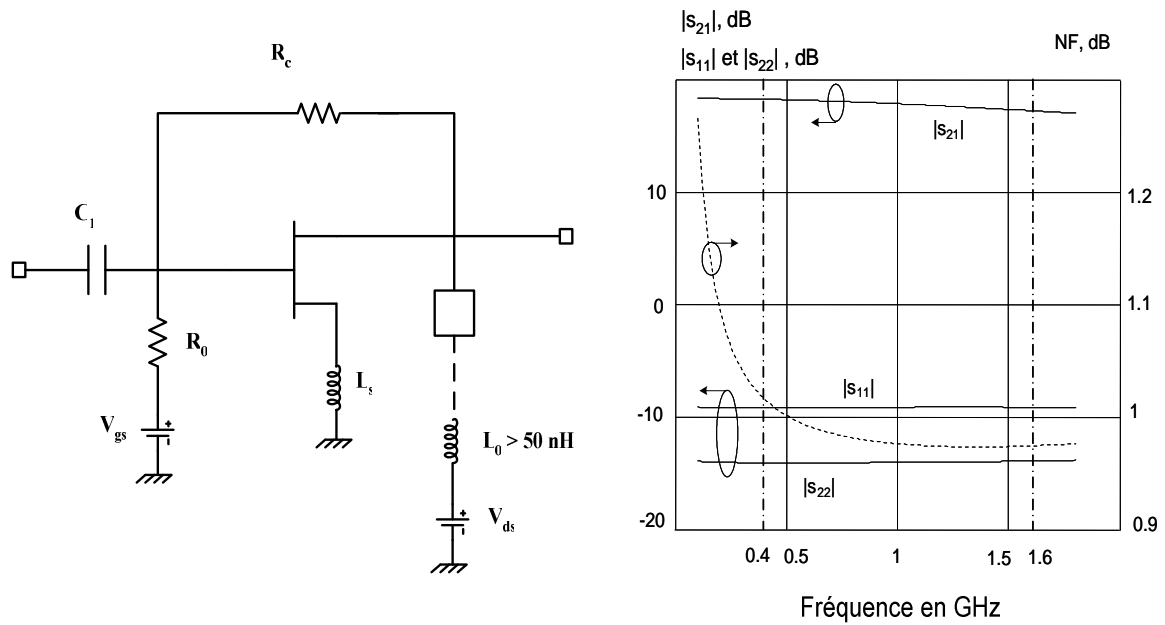 R_c
C_1
R_0
V_gs
+
-
L_s
L_0 > 50 nH
V_ds
+
-
|s_21|, dB
|s_11| et |s_22| , dB
NF, dB
|s_21|
10
1.2
0
1.1
|s_11|
-10
1
|s_22|
-20
0.9
0.4 0.5 1 1.5 1.6
Fréquence en GHz